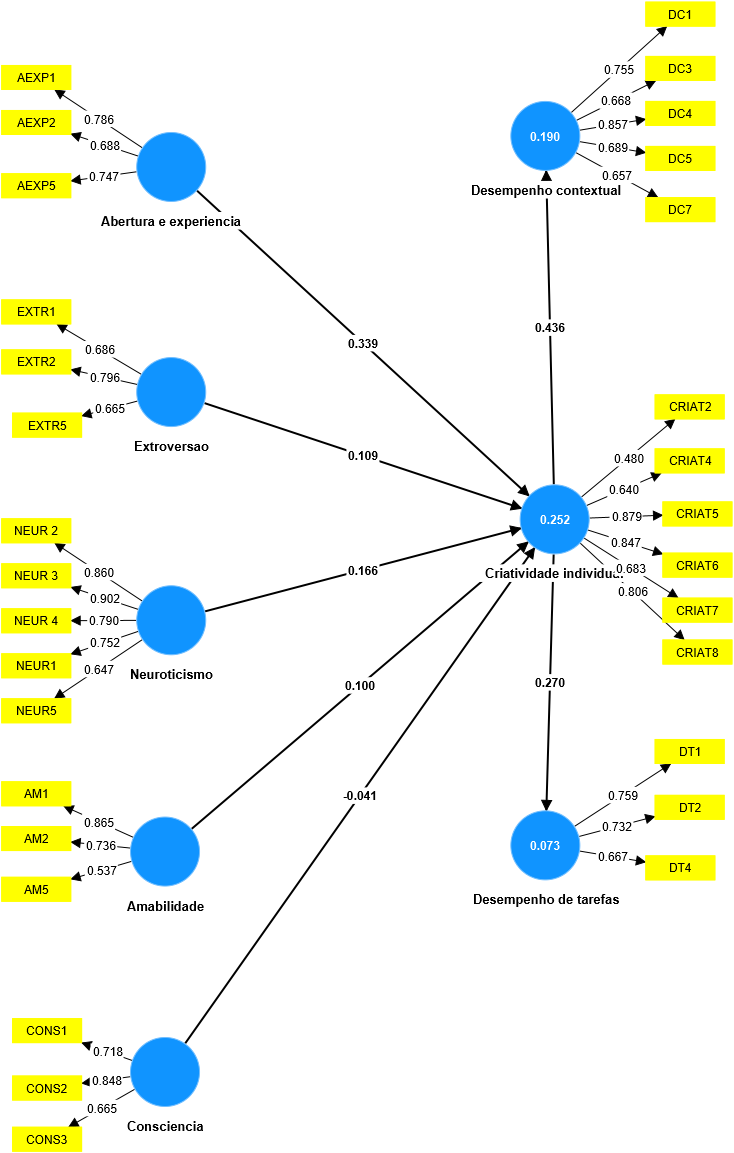 DC1
AEXP1
0.755
DC3
0.786
0.668
AEXP2
DC4
0.857
0.688
0.190
0.689
DC5
AEXP5
0.747
0.657
Desempenho contextual
DC7
Abertura e experiencia
EXTR1
0.436
0.339
0.686
EXTR2
0.796
CRIAT2
0.665
EXTR5
Extroversao
0.109
0.480
CRIAT4
0.640
CRIAT5
0.879
0.252
NEUR 2
0.847
CRIAT6
0.860
0.166
0.683
Criatividade individual
NEUR 3
0.806
0.902
CRIAT7
NEUR 4
0.790
0.752
CRIAT8
NEUR1
0.647
Neuroticismo
0.100
0.270
NEUR5
DT1
AM1
-0.041
0.759
DT2
0.865
0.732
AM2
0.736
0.073
0.667
DT4
0.537
AM5
Desempenho de tarefas
Amabilidade
CONS1
0.718
0.848
CONS2
0.665
Consciencia
CONS3